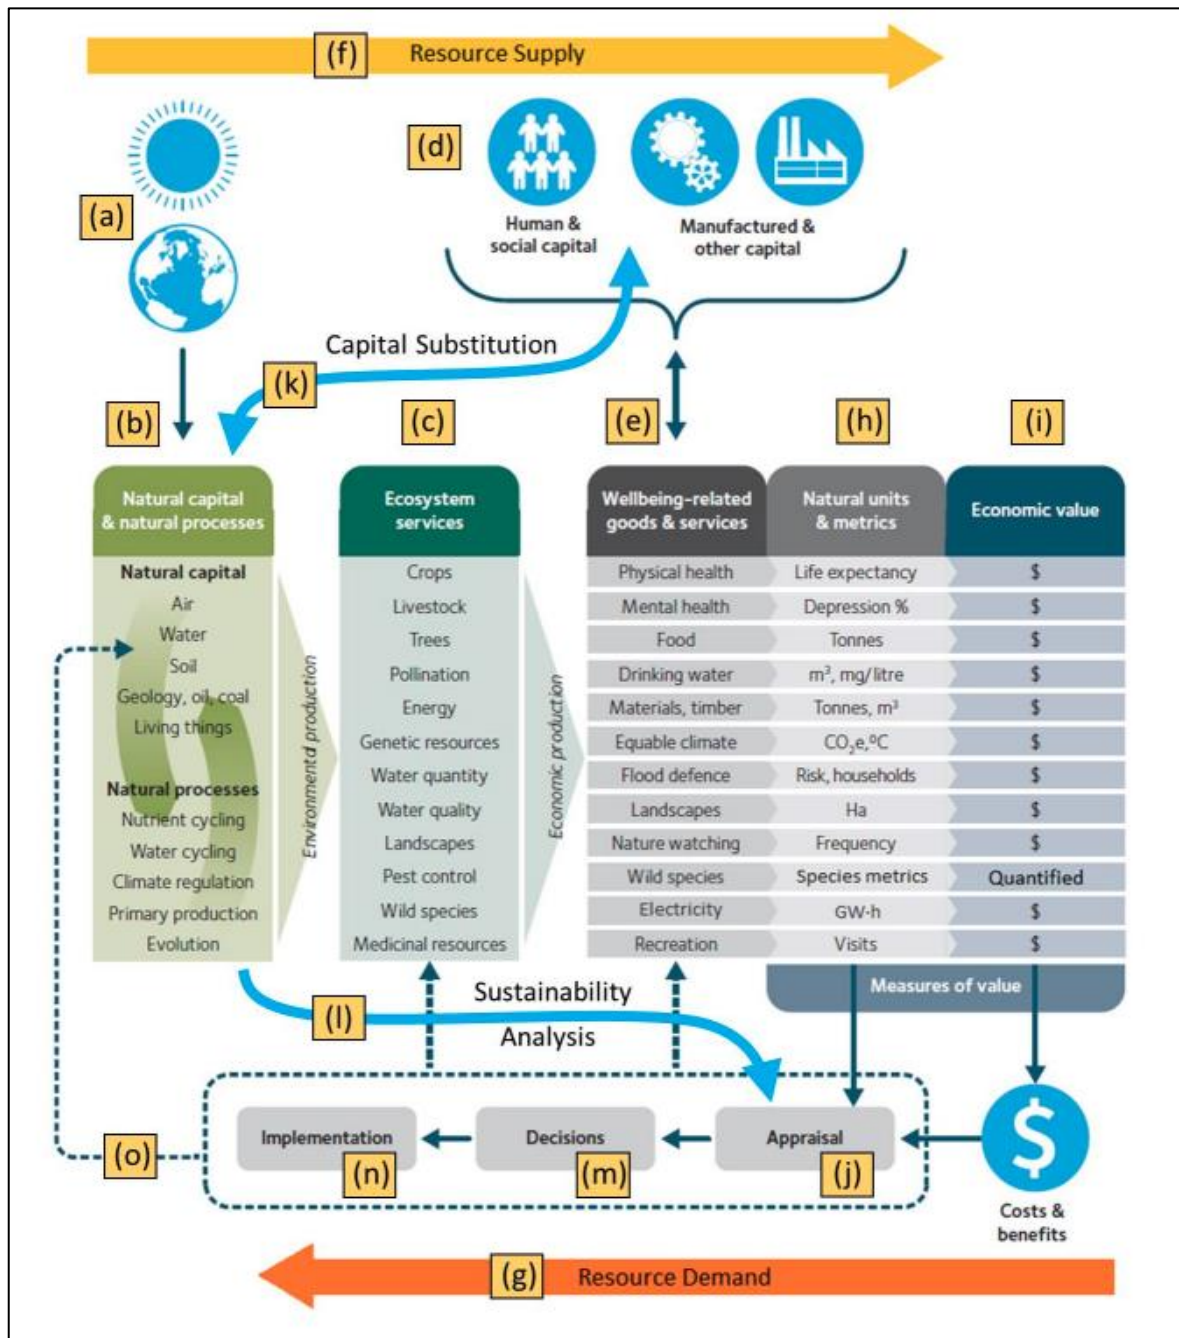 (f) Resource Supply
(a)
(d)
Human &
social capital
Manufactured &
other capital
Capital Substitution
(k)
(b)
(c)
(e)
(h)
(i)
Natural capital
& natural processes
Natural capital
Air
Water
Soil
Geology, oil, coal
Living things
Natural processes
Nutrient cycling
Water cycling
Climate regulation
Primary production
Evolution
Environmentd production
Ecosystem
services
Crops
Livestock
Trees
Pollination
Energy
Genetic resources
Water quantity
Water quality
Landscapes
Pest control
Wild species
Medicinal resources
Economic production
Wellbeing-related
goods & services
Physical health
Mental health
Food
Drinking water
Materials, timber
Equable climate
Flood defence
Landscapes
Nature watching
Wild species
Electricity
Recreation
Natural units
& metrics
Life expectancy
Depression %
Tonnes
m³, mg/litre
Tonnes, m³
CO₂e,ºC
Risk, households
Ha
Frequency
Species metrics
GW-h
Visits
Economic value
$
$
$
$
$
$
$
$
$
Quantified
$
$
Measures of value
(l)
Sustainability
Analysis
(o)
Implementation
(n)
Decisions
(m)
Appraisal
(j)
$
Costs &
benefits
(g) Resource Demand